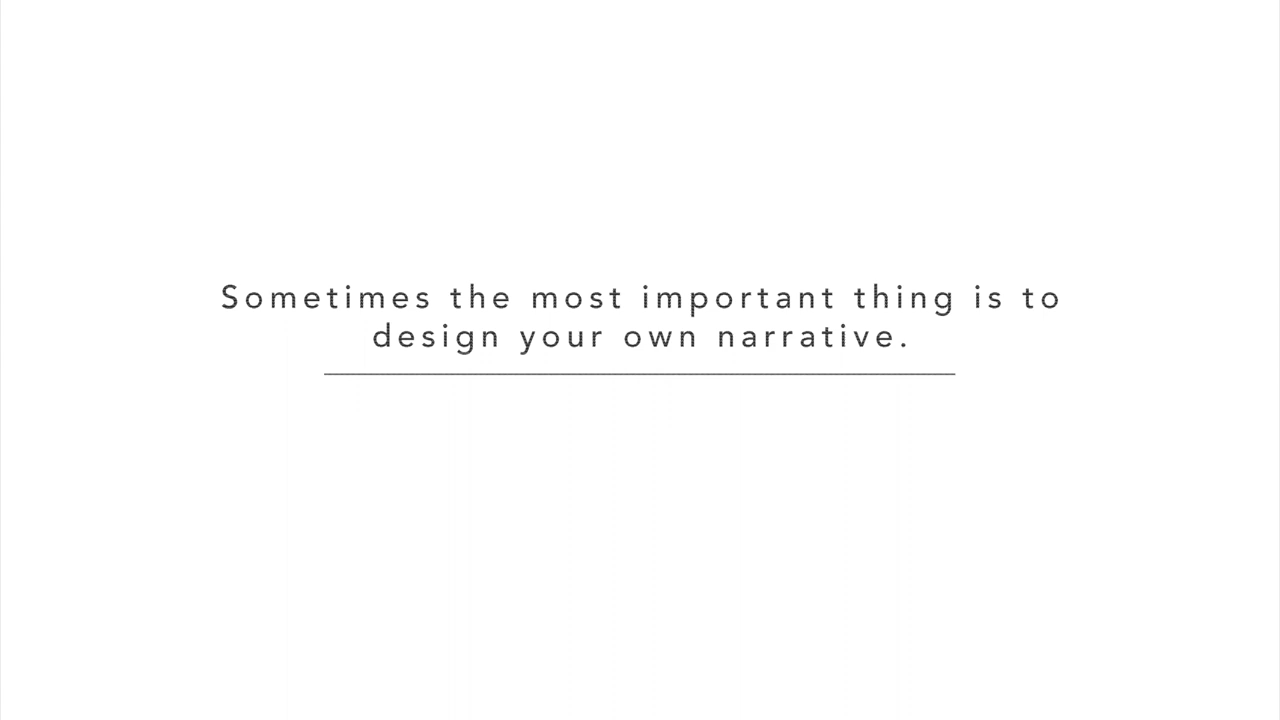 Sometimes the most important thing is to
design your own narrative.